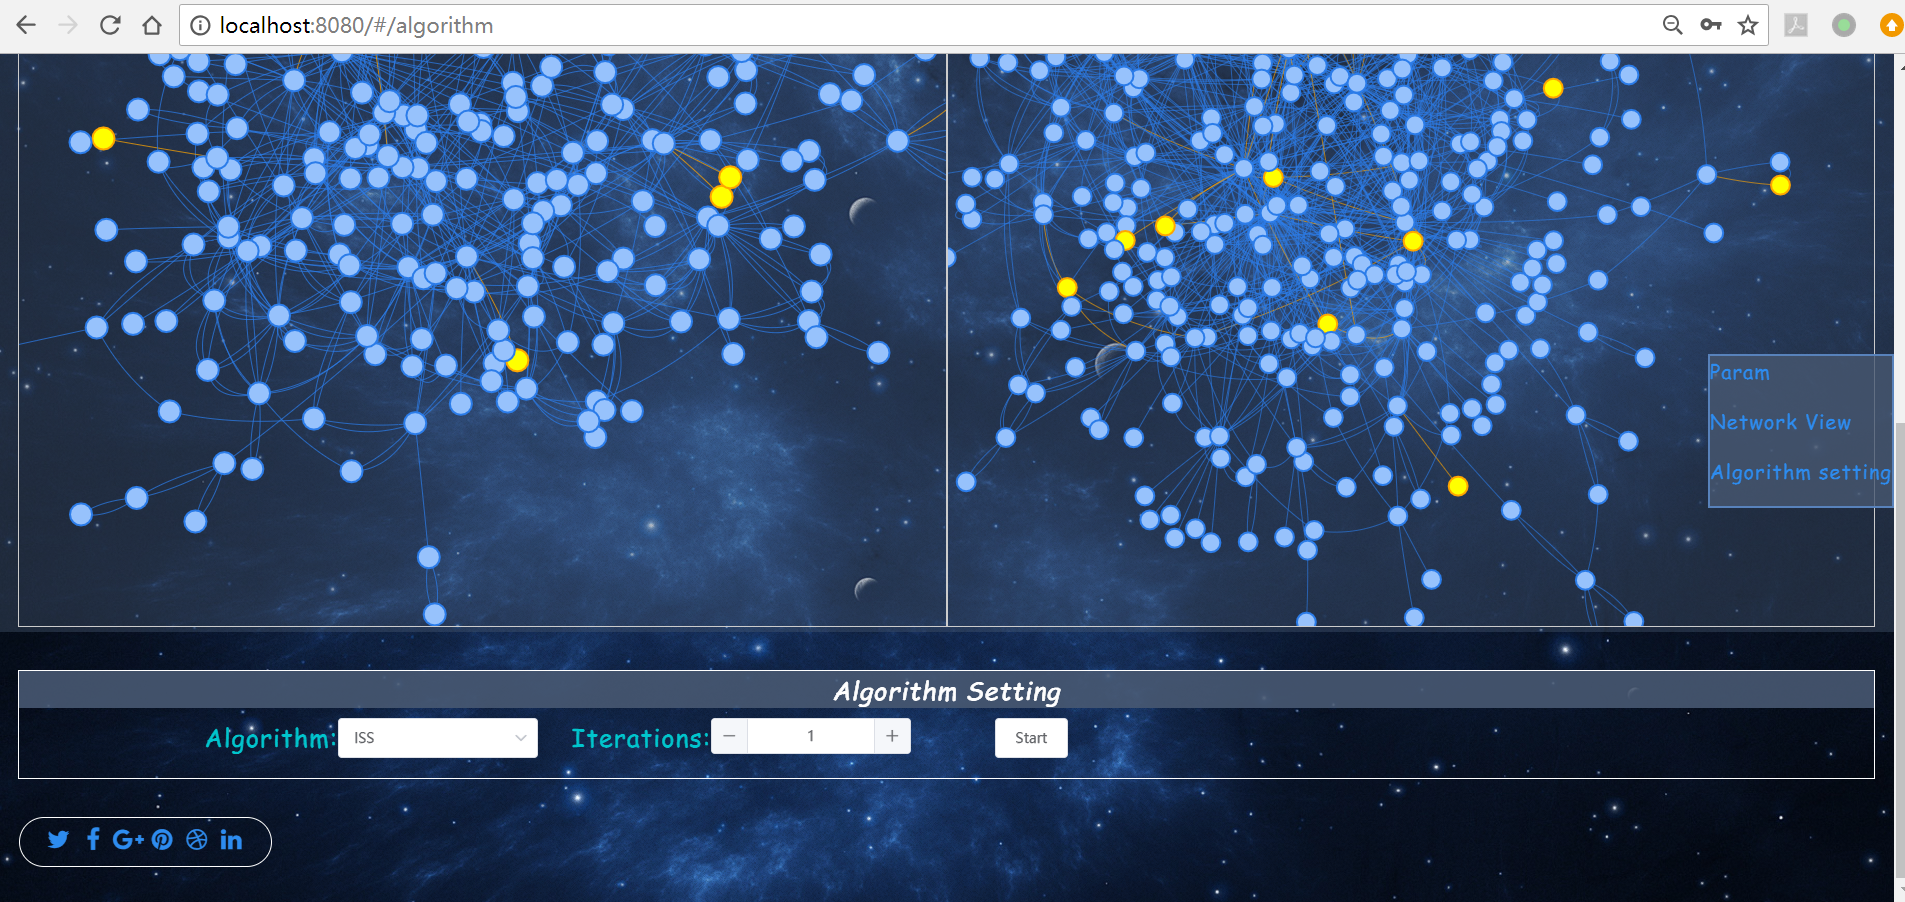 localhost:8080/#/algorithm
Param
Network View
Algorithm setting
Algorithm Setting
Algorithm: ISS Iterations: − 1 + Start